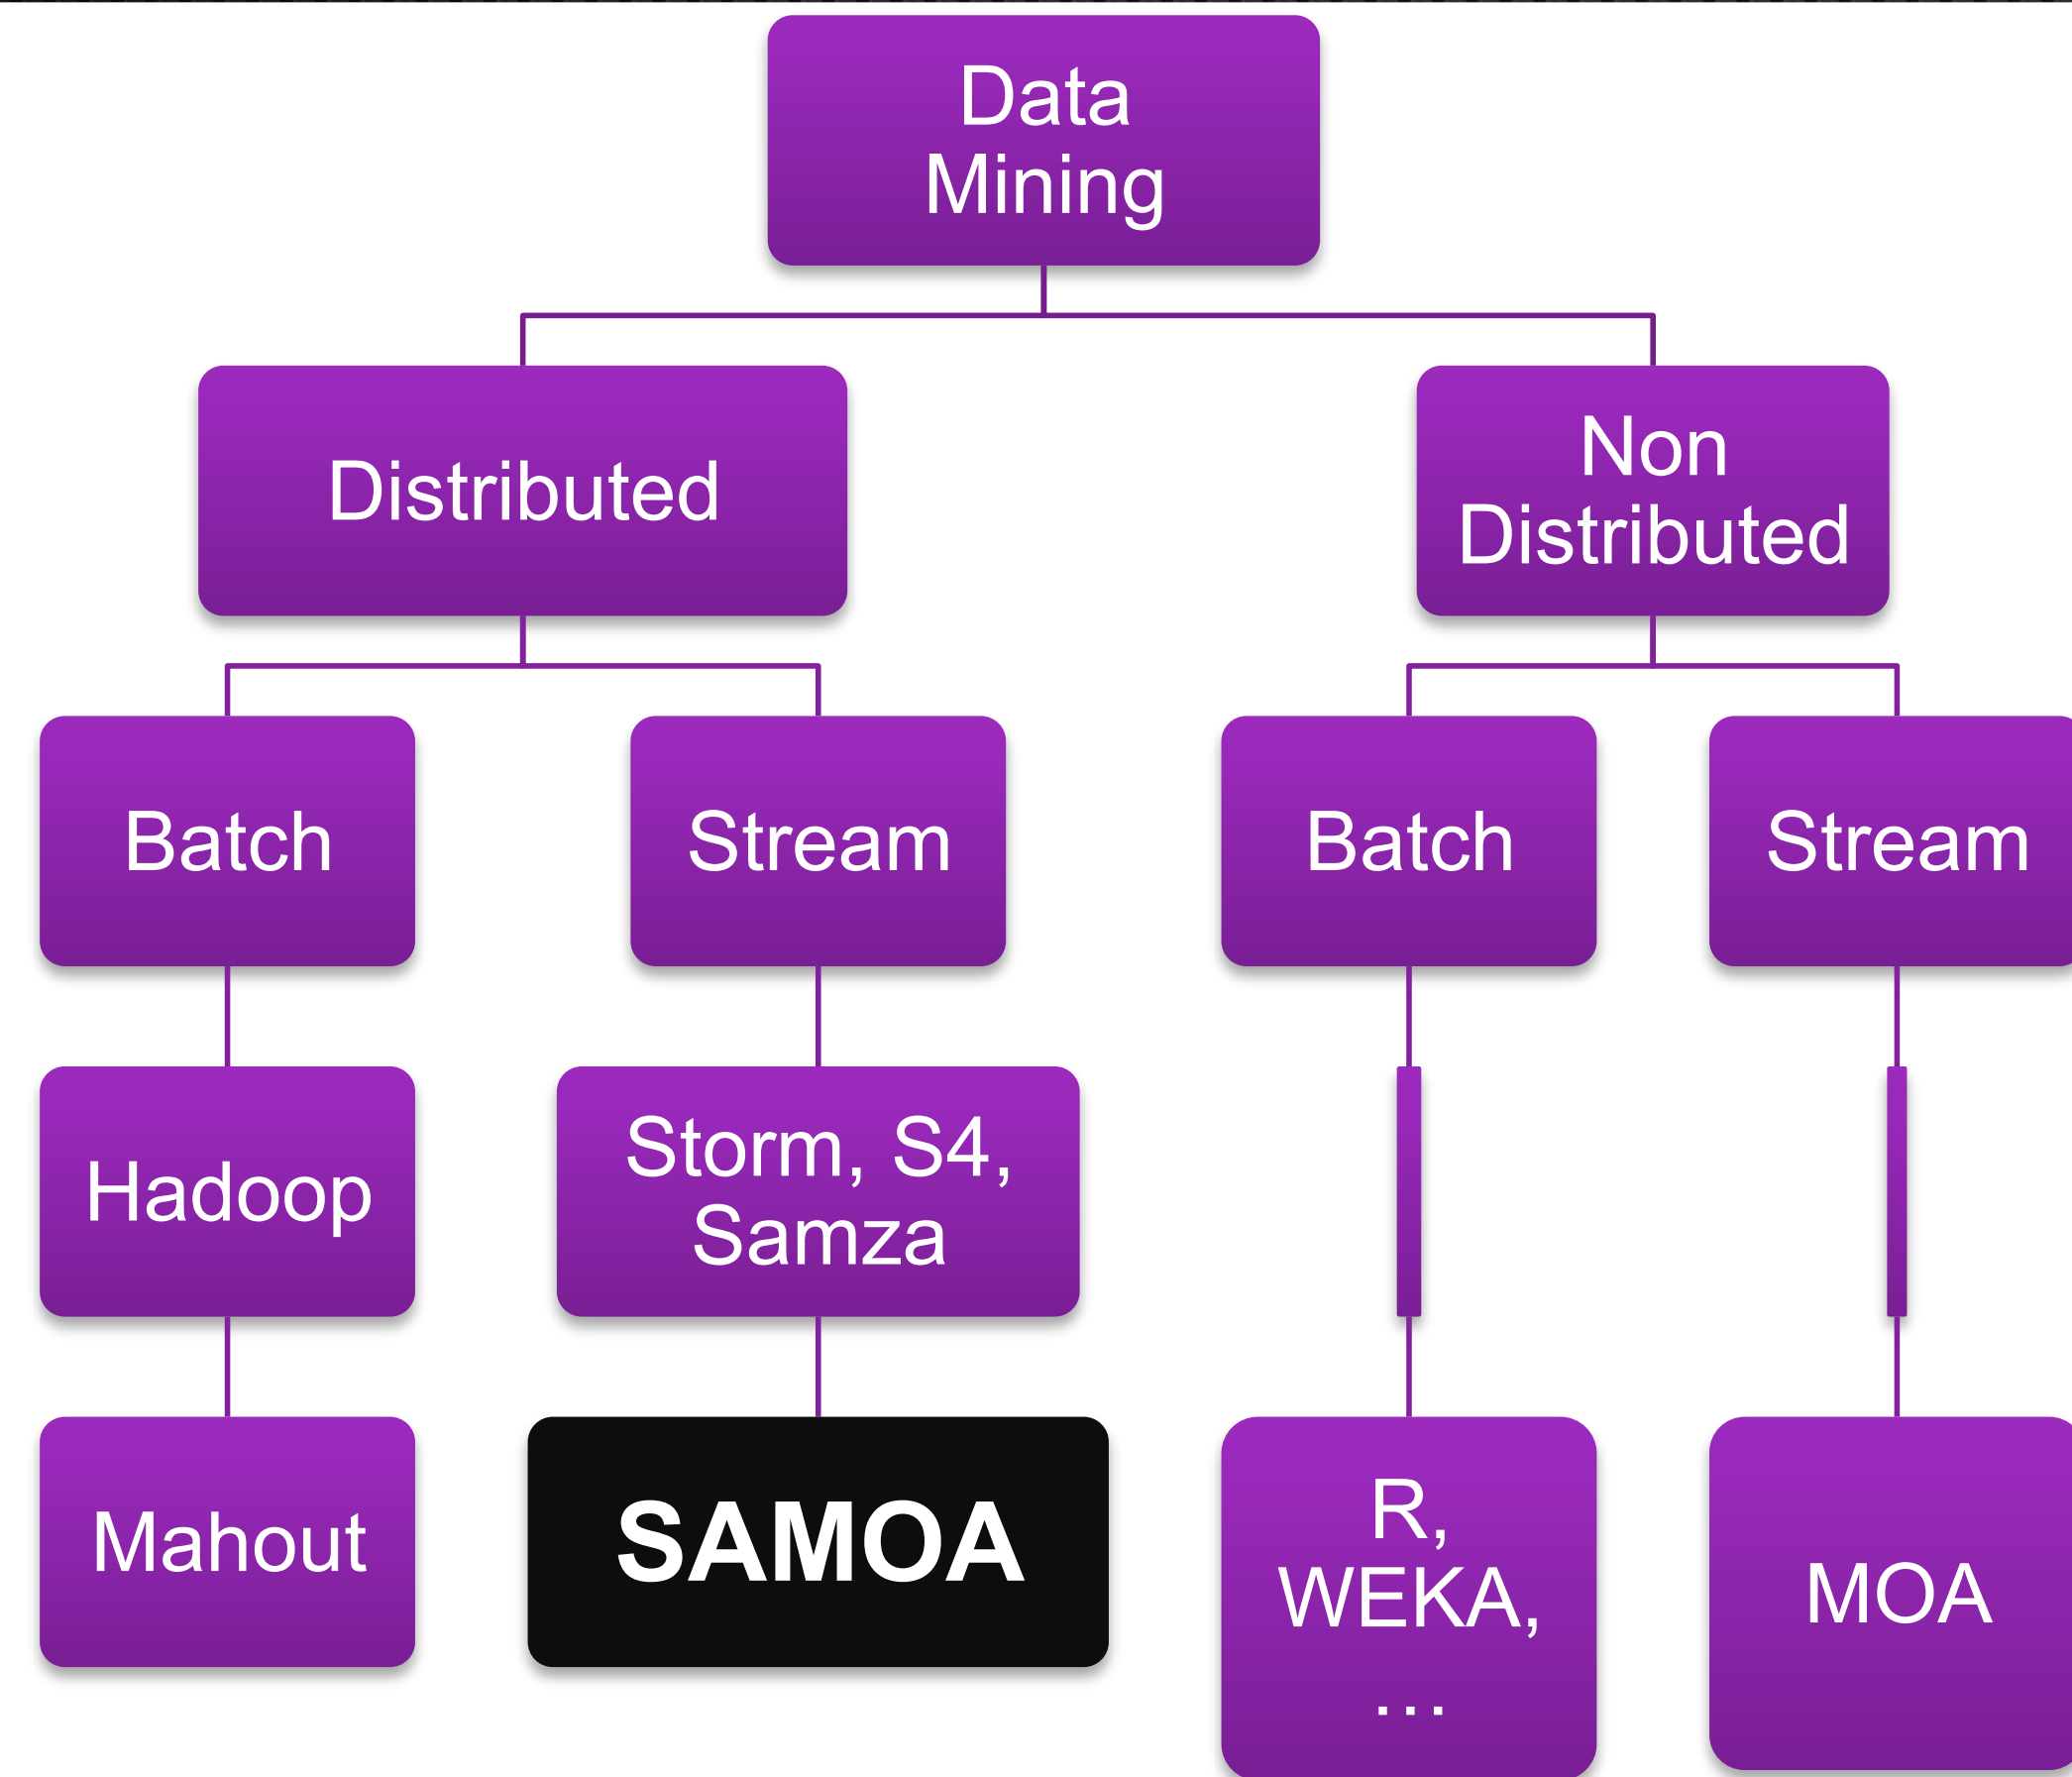 Data
Mining
Distributed
Non
Distributed
Batch
Stream
Batch
Stream
Hadoop
Storm, S4,
Samza
Mahout
SAMOA
R,
WEKA,
…
MOA